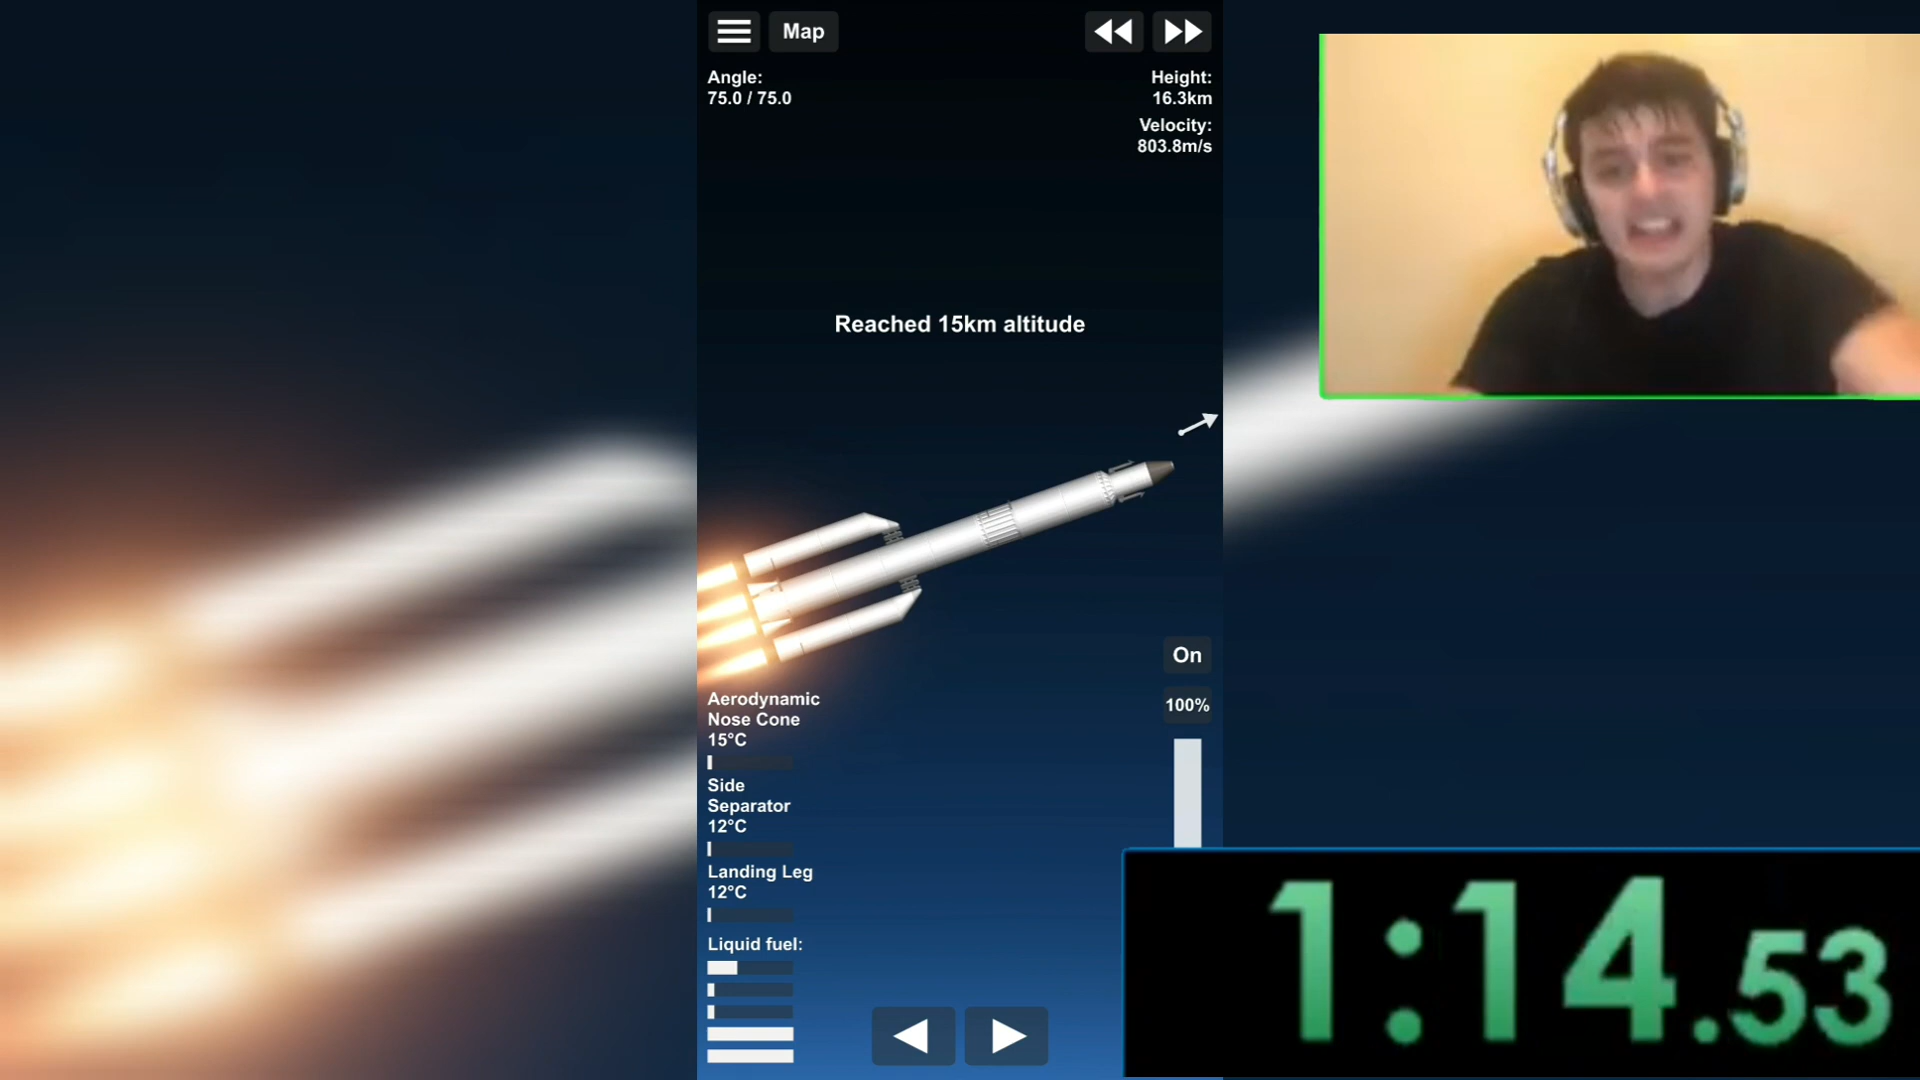 Map
Angle:
75.0 / 75.0
Height:
16.3km
Velocity:
803.8m/s
Reached 15km altitude
On
100%
Aerodynamic
Nose Cone
15°C
Side
Separator
12°C
Landing Leg
12°C
Liquid fuel:
1:14.53